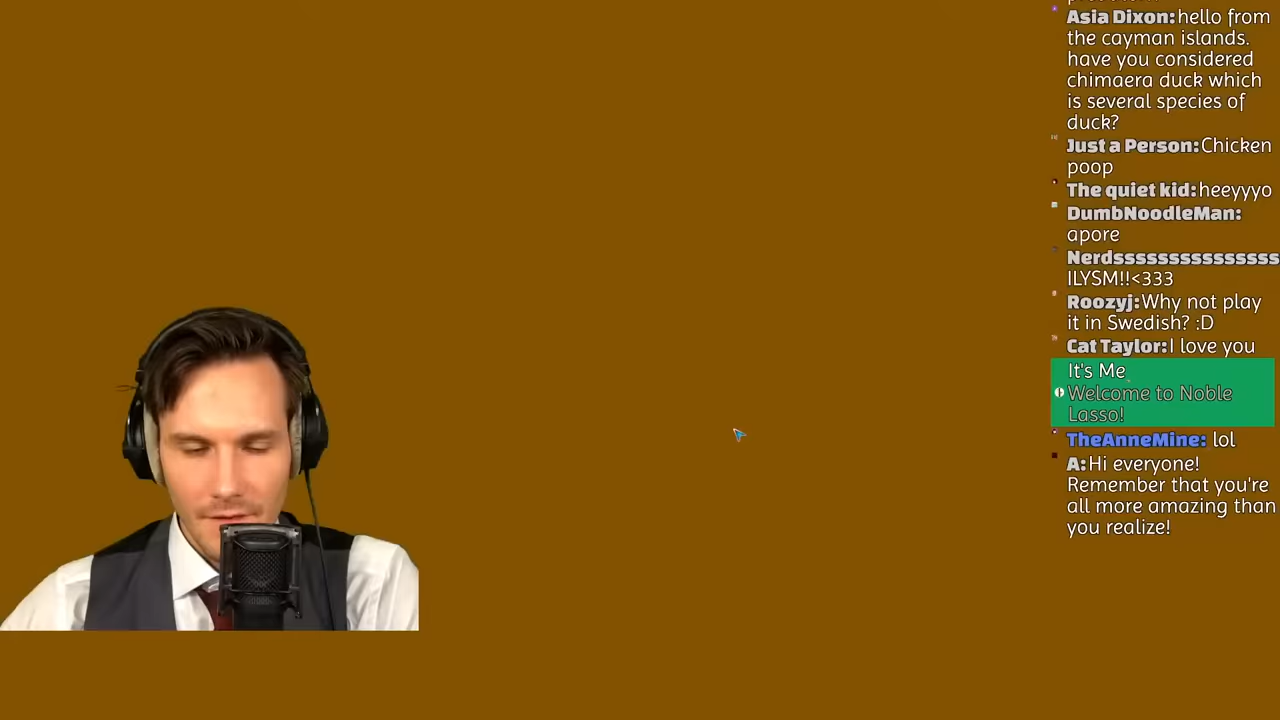 Asia Dixon: hello from
the cayman islands.
have you considered
chimaera duck which
is several species of
duck?
Just a Person: Chicken
poop
The quiet kid: heeyyyo
DumbNoodleMan:
apore
Nerdsssssssssssssss
ILYSM!!<333
Roozyj: Why not play
it in Swedish? :D
Cat Taylor: I love you
It's Me
Welcome to Noble
Lasso!
TheAnneMine: lol
A: Hi everyone!
Remember that you're
all more amazing than
you realize!